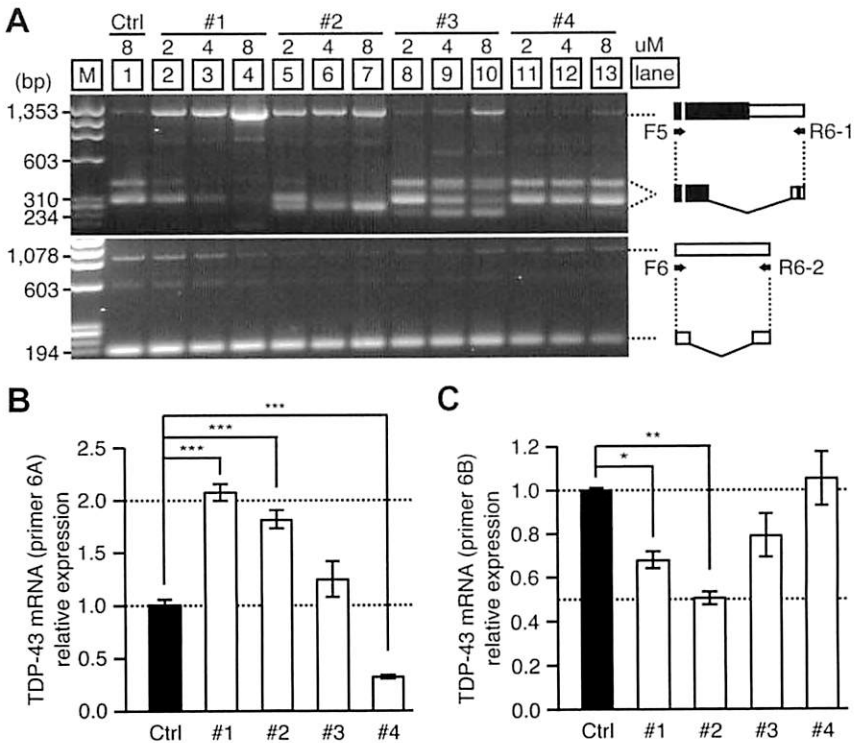 A
Ctrl #1 #2 #3 #4
8 2 4 8 2 4 8 2 4 8 2 4 8 uM
(bp) M 1 2 3 4 5 6 7 8 9 10 11 12 13 lane
1,353
F5 R6-1
603
310
234
1,078
F6 R6-2
603
194
B
TDP-43 mRNA (primer 6A)
relative expression
2.5
2.0
1.5
1.0
0.5
0.0
***
***
***
Ctrl #1 #2 #3 #4
C
TDP-43 mRNA (primer 6B)
relative expression
1.2
1.0
0.8
0.6
0.4
0.2
0.0
**
*
Ctrl #1 #2 #3 #4